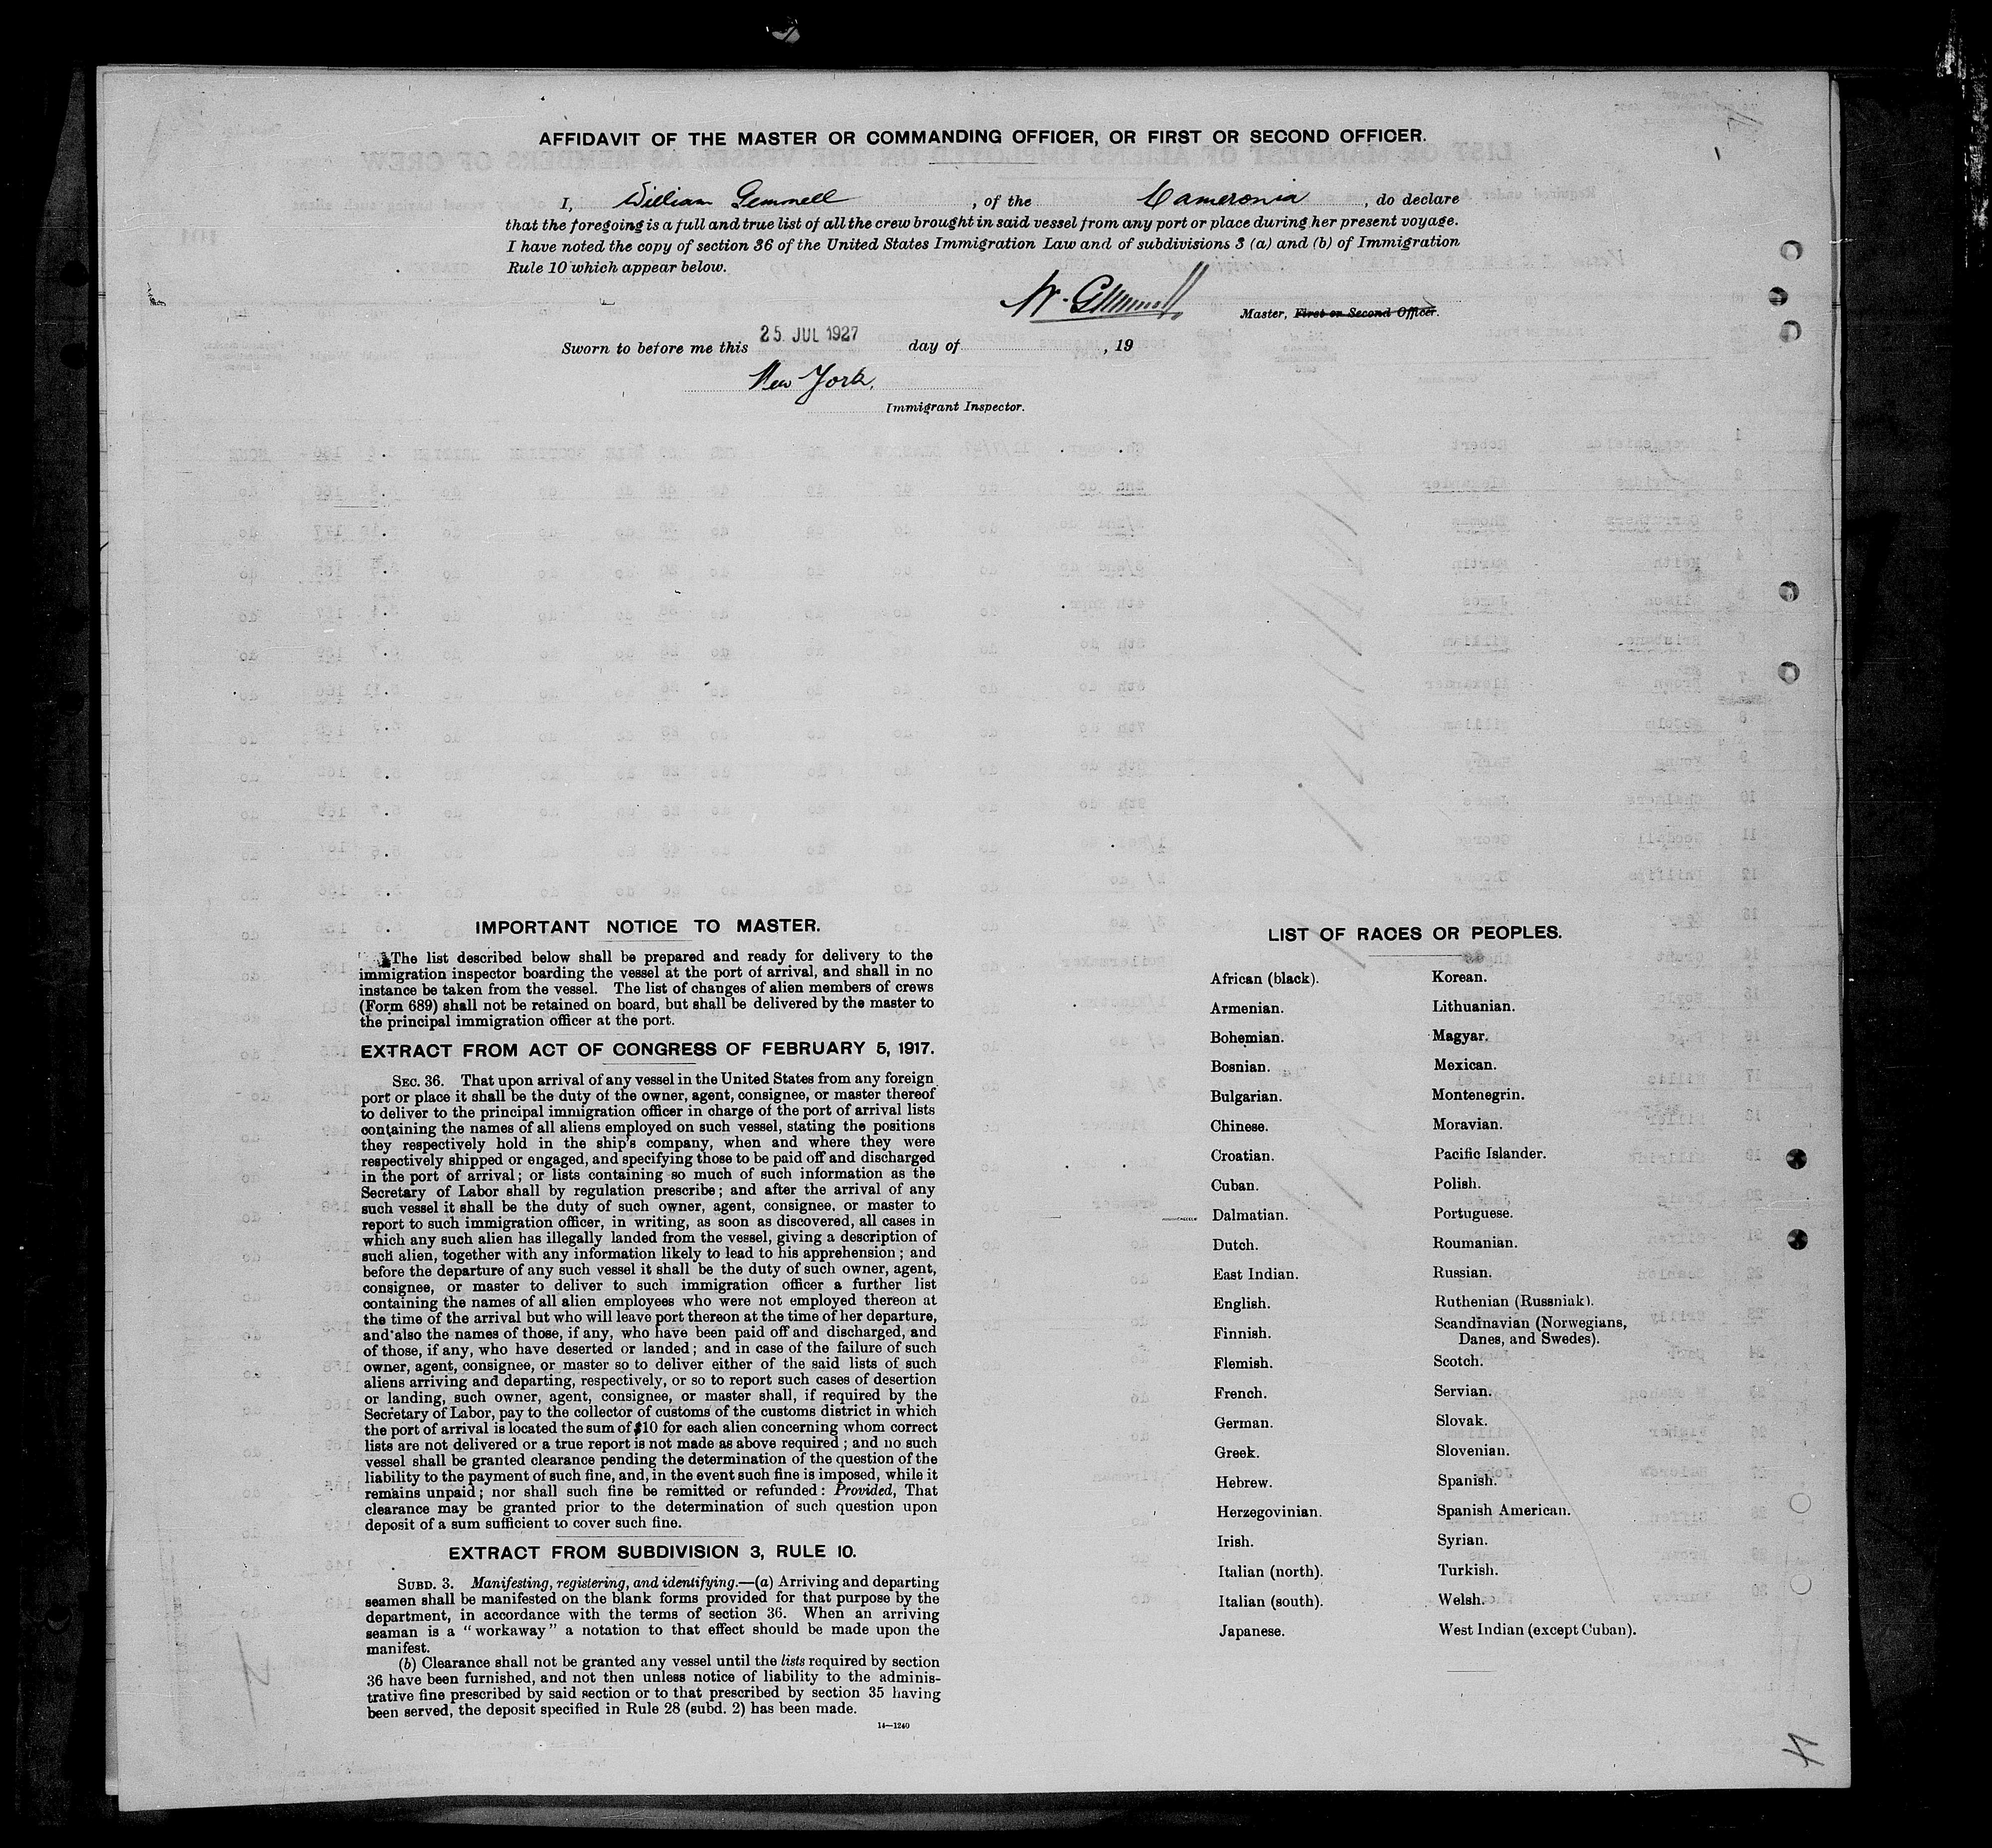 AFFIDAVIT OF THE MASTER OR COMMANDING OFFICER, OR FIRST OR SECOND OFFICER.
I, William Gemmell, of the Cameronia, do declare
that the foregoing is a full and true list of all the crew brought in said vessel from any port or place during her present voyage.
I have noted the copy of section 36 of the United States Immigration Law and of subdivisions 3 (a) and (b) of Immigration
Rule 10 which appear below.
W. Gemmell
Master, First or Second Officer.
Sworn to before me this 25 JUL 1927 day of , 19
New York.
Immigrant Inspector.
IMPORTANT NOTICE TO MASTER.
The list described below shall be prepared and ready for delivery to the
immigration inspector boarding the vessel at the port of arrival, and shall in no
instance be taken from the vessel. The list of changes of alien members of crews
(Form 689) shall not be retained on board, but shall be delivered by the master to
the principal immigration officer at the port.
EXTRACT FROM ACT OF CONGRESS OF FEBRUARY 5, 1917.
SEC. 36. That upon arrival of any vessel in the United States from any foreign
port or place it shall be the duty of the owner, agent, consignee, or master thereof
to deliver to the principal immigration officer in charge of the port of arrival lists
containing the names of all aliens employed on such vessel, stating the positions
they respectively hold in the ship's company, when and where they were
respectively shipped or engaged, and specifying those to be paid off and discharged
in the port of arrival; or lists containing so much of such information as the
Secretary of Labor shall by regulation prescribe; and after the arrival of any
such vessel it shall be the duty of such owner, agent, consignee, or master to
report to such immigration officer, in writing, as soon as discovered, all cases in
which any such alien has illegally landed from the vessel, giving a description of
such alien, together with any information likely to lead to his apprehension; and
before the departure of any such vessel it shall be the duty of such owner, agent,
consignee, or master to deliver to such immigration officer a further list
containing the names of all alien employees who were not employed thereon at
the time of the arrival but who will leave port thereon at the time of her departure,
and also the names of those, if any, who have been paid off and discharged, and
of those, if any, who have deserted or landed; and in case of the failure of such
owner, agent, consignee, or master so to deliver either of the said lists of such
aliens arriving and departing, respectively, or so to report such cases of desertion
or landing, such owner, agent, consignee, or master shall, if required by the
Secretary of Labor, pay to the collector of customs of the customs district in which
the port of arrival is located the sum of $10 for each alien concerning whom correct
lists are not delivered or a true report is not made as above required; and no such
vessel shall be granted clearance pending the determination of the question of the
liability to the payment of such fine, and, in the event such fine is imposed, while it
remains unpaid; nor shall such fine be remitted or refunded: Provided, That
clearance may be granted prior to the determination of such question upon
deposit of a sum sufficient to cover such fine.
EXTRACT FROM SUBDIVISION 3, RULE 10.
SUBD. 3. Manifesting, registering, and identifying.—(a) Arriving and departing
seamen shall be manifested on the blank forms provided for that purpose by the
department, in accordance with the terms of section 36. When an arriving
seaman is a "workaway" a notation to that effect should be made upon the
manifest.
(b) Clearance shall not be granted any vessel until the lists required by section
36 have been furnished, and not then unless notice of liability to the adminis-
trative fine prescribed by said section or to that prescribed by section 35 having
been served, the deposit specified in Rule 28 (subd. 2) has been made.
14—1240
LIST OF RACES OR PEOPLES.
African (black).
Armenian.
Bohemian.
Bosnian.
Bulgarian.
Chinese.
Croatian.
Cuban.
Dalmatian.
Dutch.
East Indian.
English.
Finnish.
Flemish.
French.
German.
Greek.
Hebrew.
Herzegovinian.
Irish.
Italian (north).
Italian (south).
Japanese.
Korean.
Lithuanian.
Magyar.
Mexican.
Montenegrin.
Moravian.
Pacific Islander.
Polish.
Portuguese.
Roumanian.
Russian.
Ruthenian (Russniak).
Scandinavian (Norwegians,
Danes, and Swedes).
Scotch.
Servian.
Slovak.
Slovenian.
Spanish.
Spanish American.
Syrian.
Turkish.
Welsh.
West Indian (except Cuban).